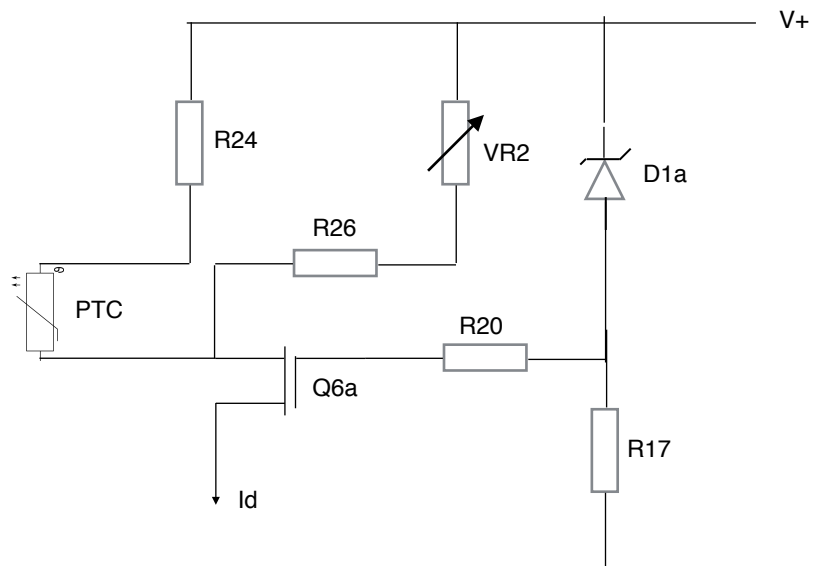 V+
R24
VR2
D1a
R26
PTC
R20
Q6a
R17
Id